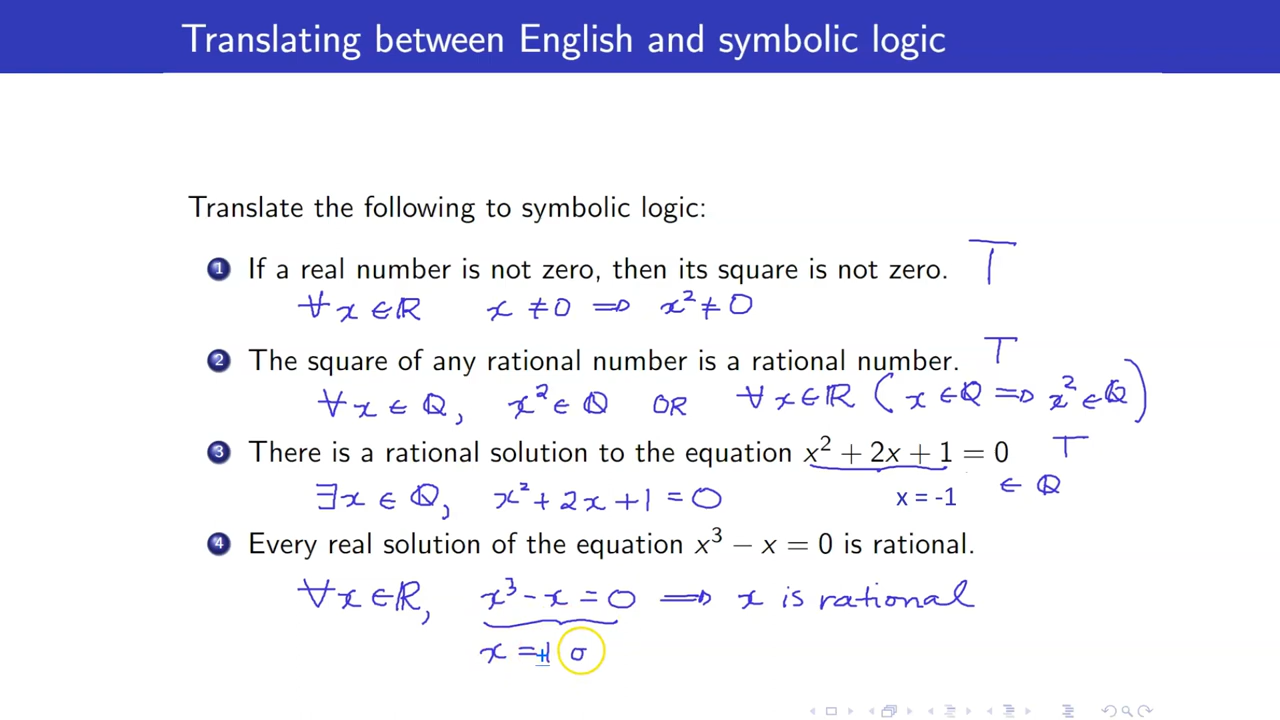 Translating between English and symbolic logic
Translate the following to symbolic logic:
1 If a real number is not zero, then its square is not zero. T
∀x ∈ ℝ x ≠ 0 ⇒ x² ≠ 0
2 The square of any rational number is a rational number. T
∀x ∈ ℚ, x² ∈ ℚ OR ∀x ∈ ℝ (x ∈ ℚ ⇒ x² ∈ ℚ)
3 There is a rational solution to the equation x² + 2x + 1 = 0 T
∃x ∈ ℚ, x² + 2x + 1 = 0 x = -1 ∈ ℚ
4 Every real solution of the equation x³ − x = 0 is rational.
∀x ∈ ℝ, x³ - x = 0 ⇒ x is rational
x = ±1 o